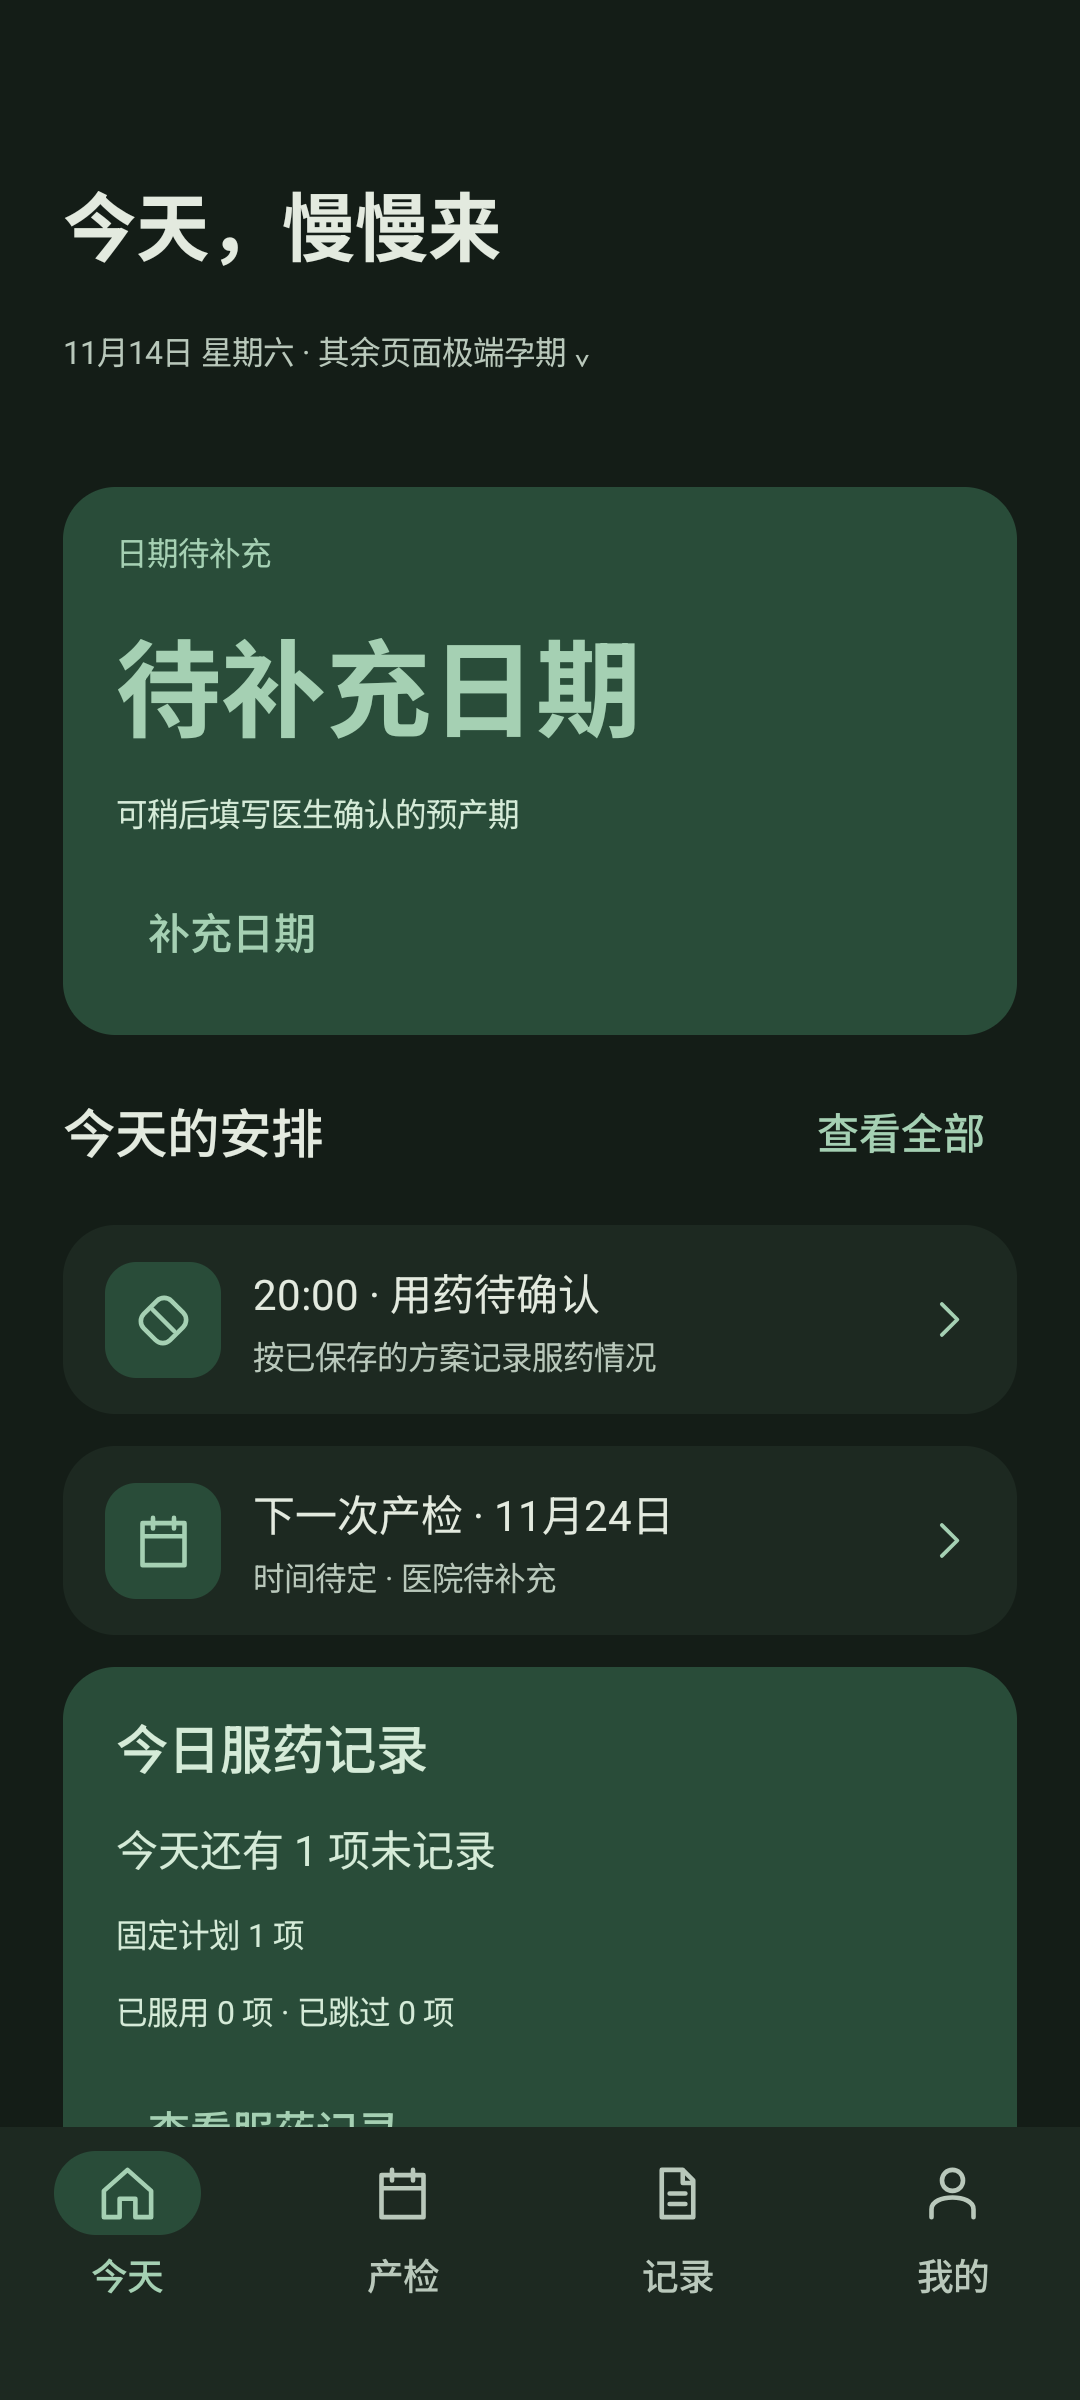 今天，慢慢来
11月14日 星期六 · 其余页面极端孕期
日期待补充
待补充日期
可稍后填写医生确认的预产期
补充日期
今天的安排
查看全部
20:00 · 用药待确认
按已保存的方案记录服药情况
下一次产检 · 11月24日
时间待定 · 医院待补充
今日服药记录
今天还有 1 项未记录
固定计划 1 项
已服用 0 项 · 已跳过 0 项
查看服药记录
今天
产检
记录
我的